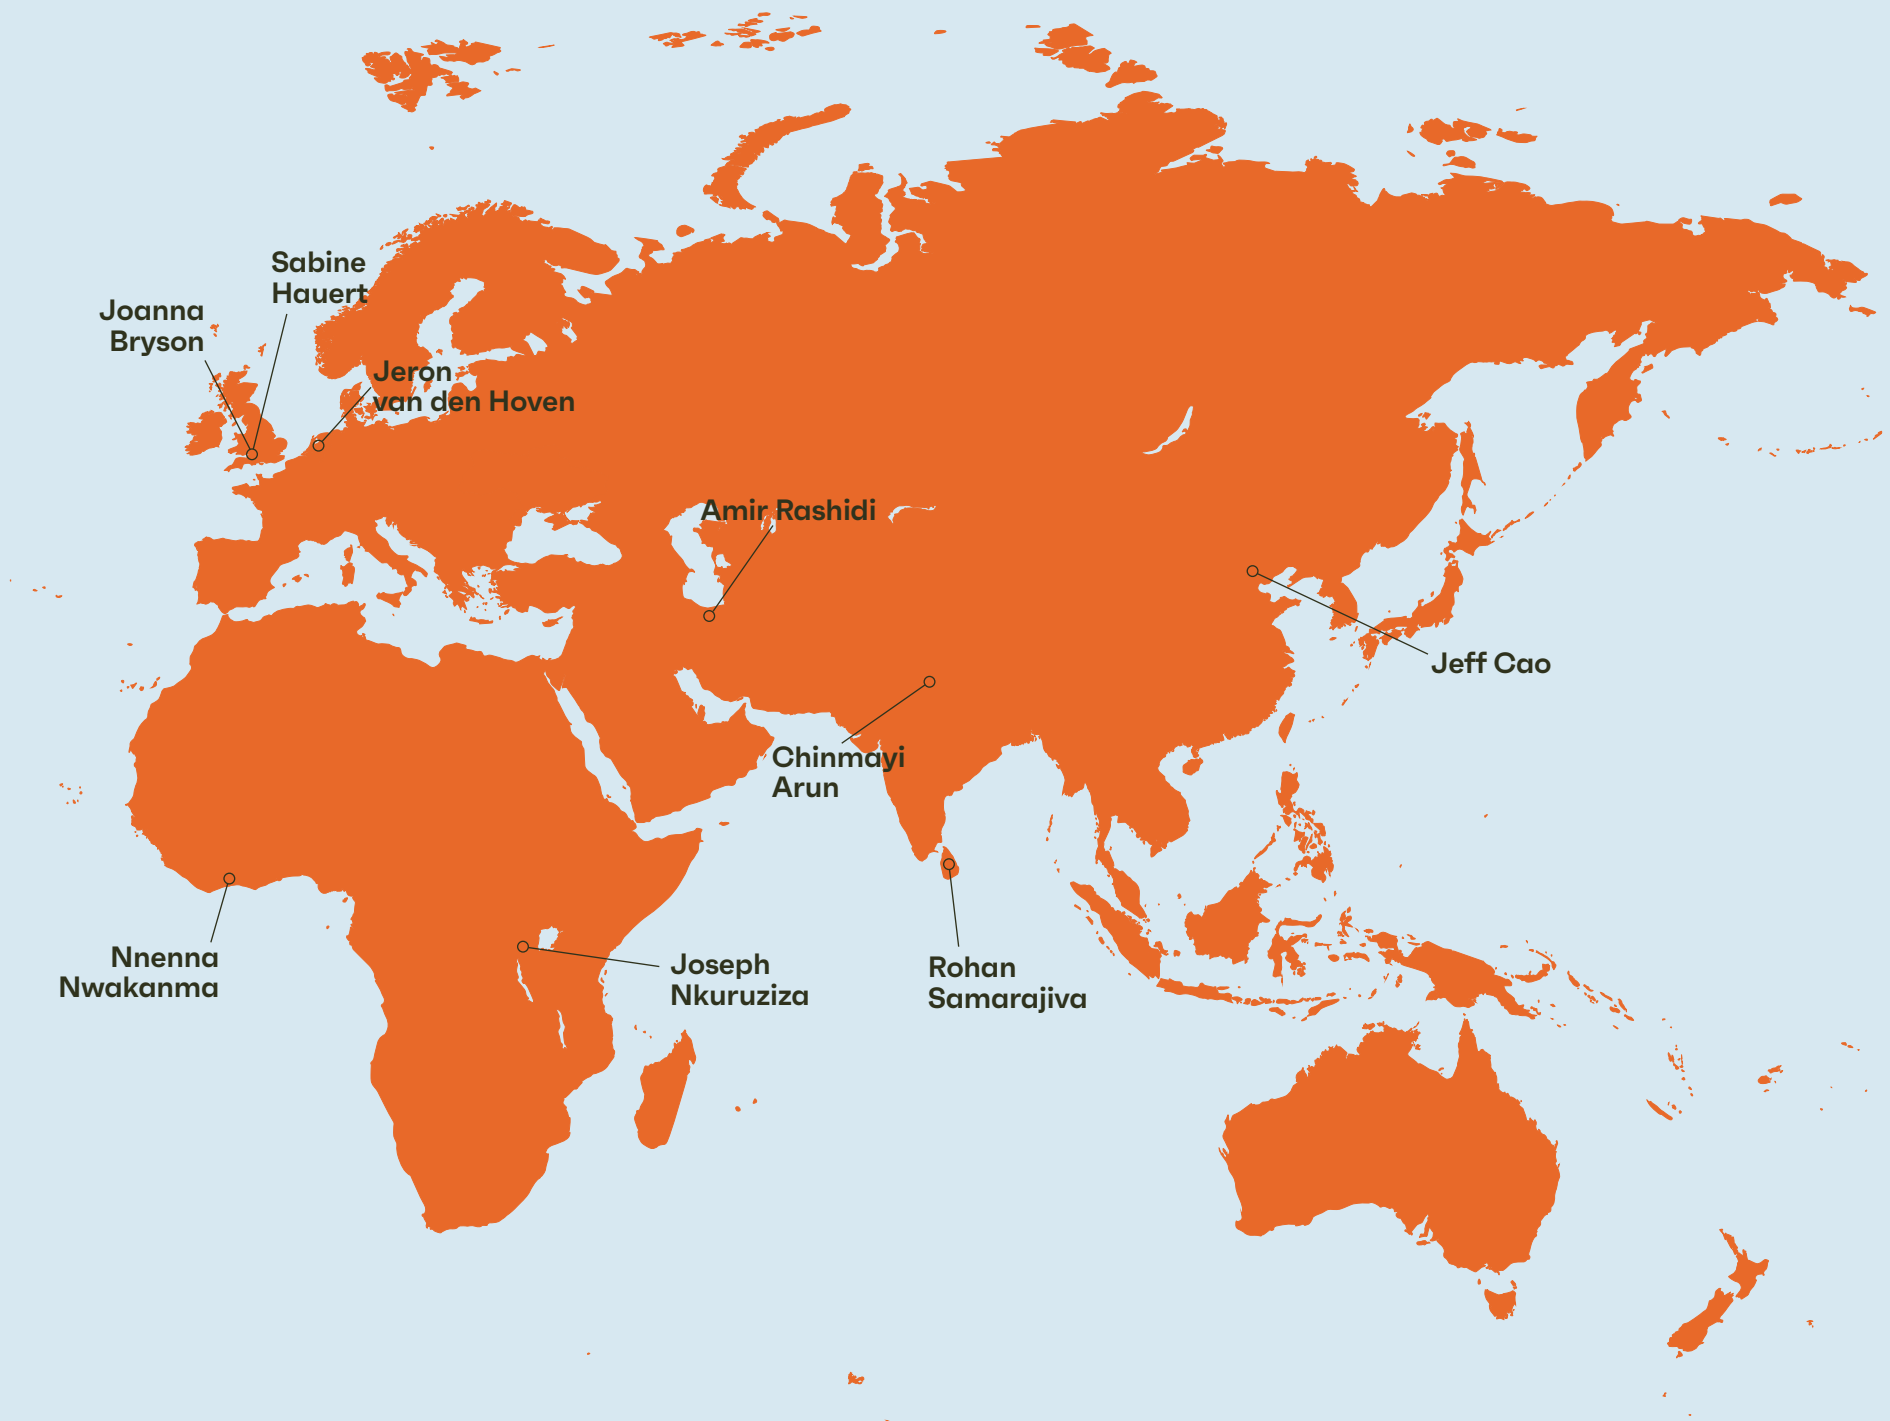 Sabine
Hauert
Joanna
Bryson
Jeron
van den Hoven
Amir Rashidi
Jeff Cao
Chinmayi
Arun
Nnenna
Nwakanma
Joseph
Nkuruziza
Rohan
Samarajiva